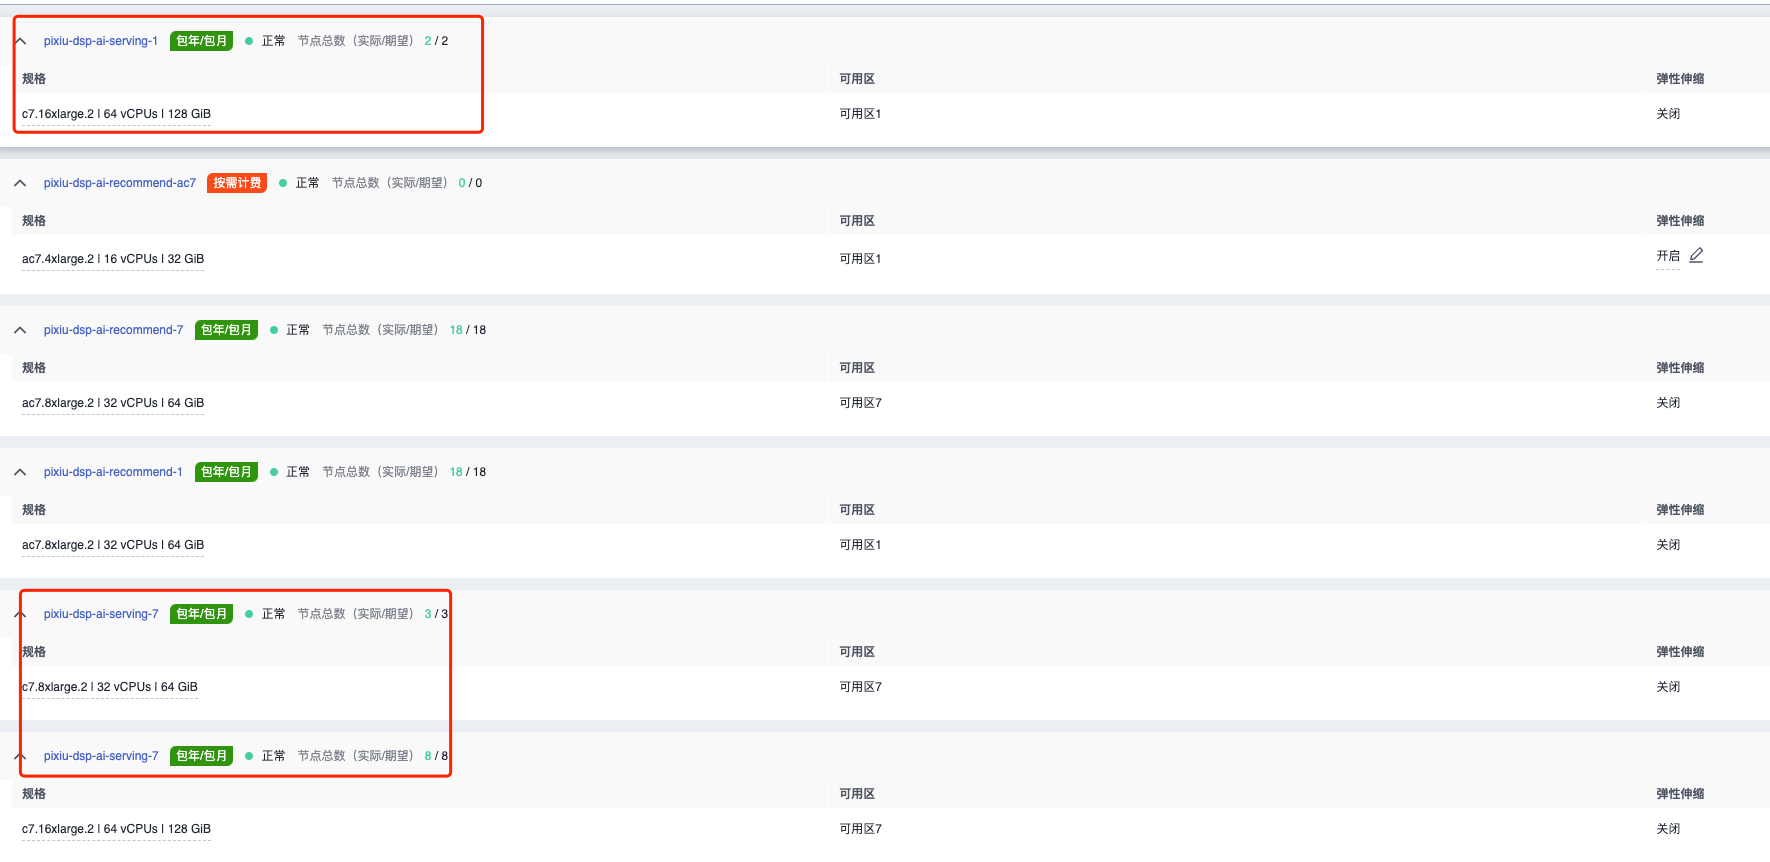 pixiu-dsp-ai-serving-1 包年/包月 正常 节点总数（实际/期望） 2 / 2
规格 可用区 弹性伸缩
c7.16xlarge.2 | 64 vCPUs | 128 GiB 可用区1 关闭
pixiu-dsp-ai-recommend-ac7 按需计费 正常 节点总数（实际/期望） 0 / 0
规格 可用区 弹性伸缩
ac7.4xlarge.2 | 16 vCPUs | 32 GiB 可用区1 开启
pixiu-dsp-ai-recommend-7 包年/包月 正常 节点总数（实际/期望） 18 / 18
规格 可用区 弹性伸缩
ac7.8xlarge.2 | 32 vCPUs | 64 GiB 可用区7 关闭
pixiu-dsp-ai-recommend-1 包年/包月 正常 节点总数（实际/期望） 18 / 18
规格 可用区 弹性伸缩
ac7.8xlarge.2 | 32 vCPUs | 64 GiB 可用区1 关闭
pixiu-dsp-ai-serving-7 包年/包月 正常 节点总数（实际/期望） 3 / 3
规格 可用区 弹性伸缩
c7.8xlarge.2 | 32 vCPUs | 64 GiB 可用区7 关闭
pixiu-dsp-ai-serving-7 包年/包月 正常 节点总数（实际/期望） 8 / 8
规格 可用区 弹性伸缩
c7.16xlarge.2 | 64 vCPUs | 128 GiB 可用区7 关闭